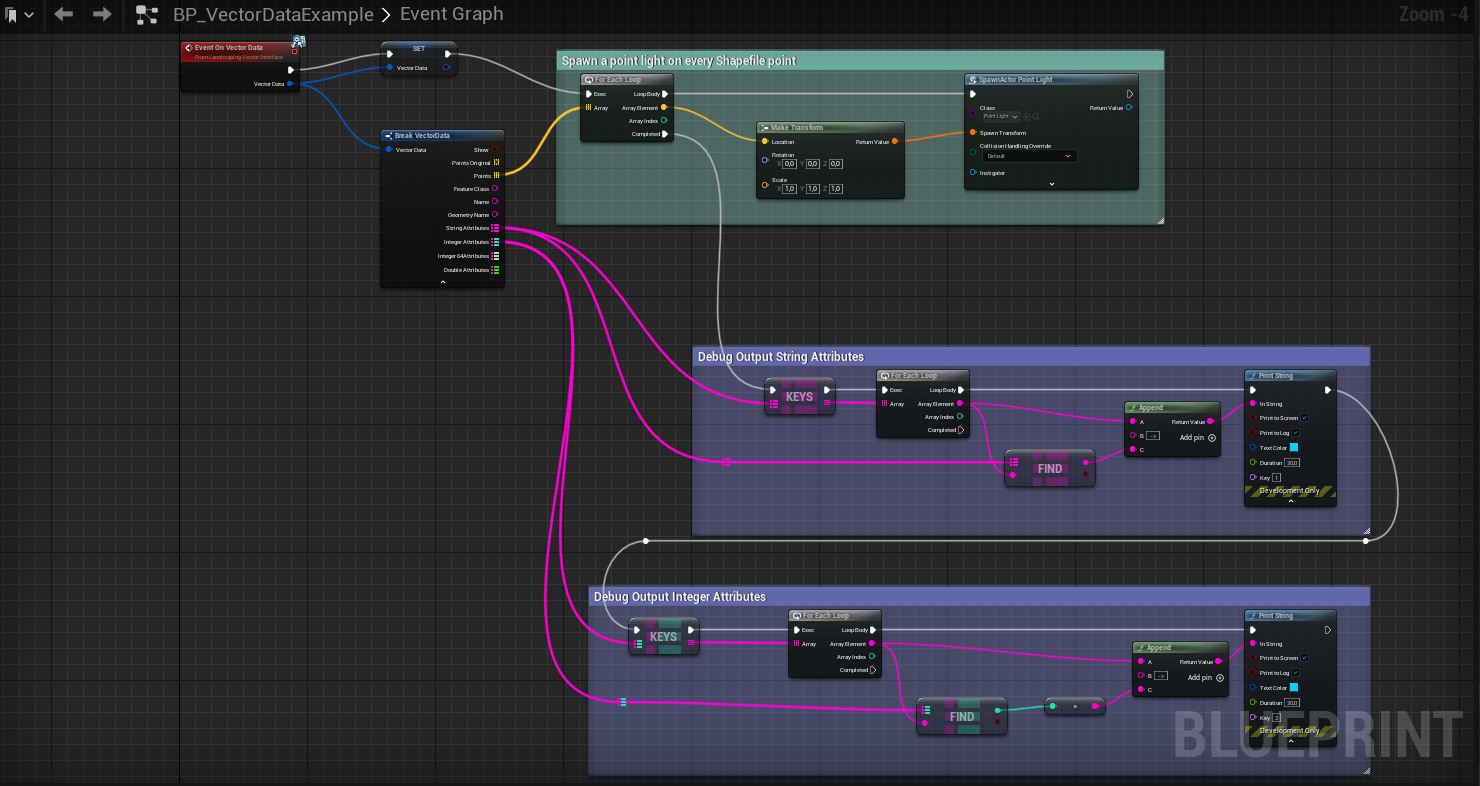 BP_VectorDataExample > Event Graph
Zoom -4
Event On Vector Data
From Landscaping Vector Interface
Vector Data
SET
Vector Data
Break VectorData
Vector Data
Show
Points Original
Points
Feature Class
Name
Geometry Name
String Attributes
Integer Attributes
Integer 64Attributes
Double Attributes
Spawn a point light on every Shapefile point
For Each Loop
Exec
Loop Body
Array
Array Element
Array Index
Completed
Make Transform
Location
Return Value
Rotation
X 0,0 Y 0,0 Z 0,0
Scale
X 1,0 Y 1,0 Z 1,0
SpawnActor Point Light
Class
Return Value
Point Light
Spawn Transform
Collision Handling Override
Default
Instigator
Debug Output String Attributes
KEYS
For Each Loop
Exec
Loop Body
Array
Array Element
Array Index
Completed
FIND
Append
A
Return Value
B ->
Add pin
C
Print String
In String
Print to Screen
Print to Log
Text Color
Duration 20,0
Key 1
Development Only
Debug Output Integer Attributes
KEYS
For Each Loop
Exec
Loop Body
Array
Array Element
Array Index
Completed
FIND
Append
A
Return Value
B ->
Add pin
C
Print String
In String
Print to Screen
Print to Log
Text Color
Duration 20,0
Key 2
Development Only
BLUEPRINT